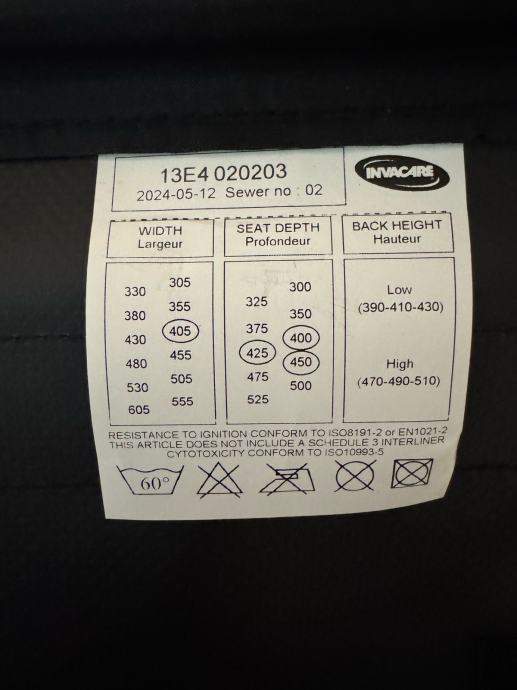 13E4 020203
2024-05-12 Sewer no : 02
INVACARE
WIDTH
Largeur
305
330
355
380
405
430
455
480
505
530
555
605
SEAT DEPTH
Profondeur
300
325
350
375
400
425
450
475
500
525
BACK HEIGHT
Hauteur
Low
(390-410-430)
High
(470-490-510)
RESISTANCE TO IGNITION CONFORM TO ISO8191-2 or EN1021-2
THIS ARTICLE DOES NOT INCLUDE A SCHEDULE 3 INTERLINER
CYTOTOXICITY CONFORM TO ISO10993-5
60°